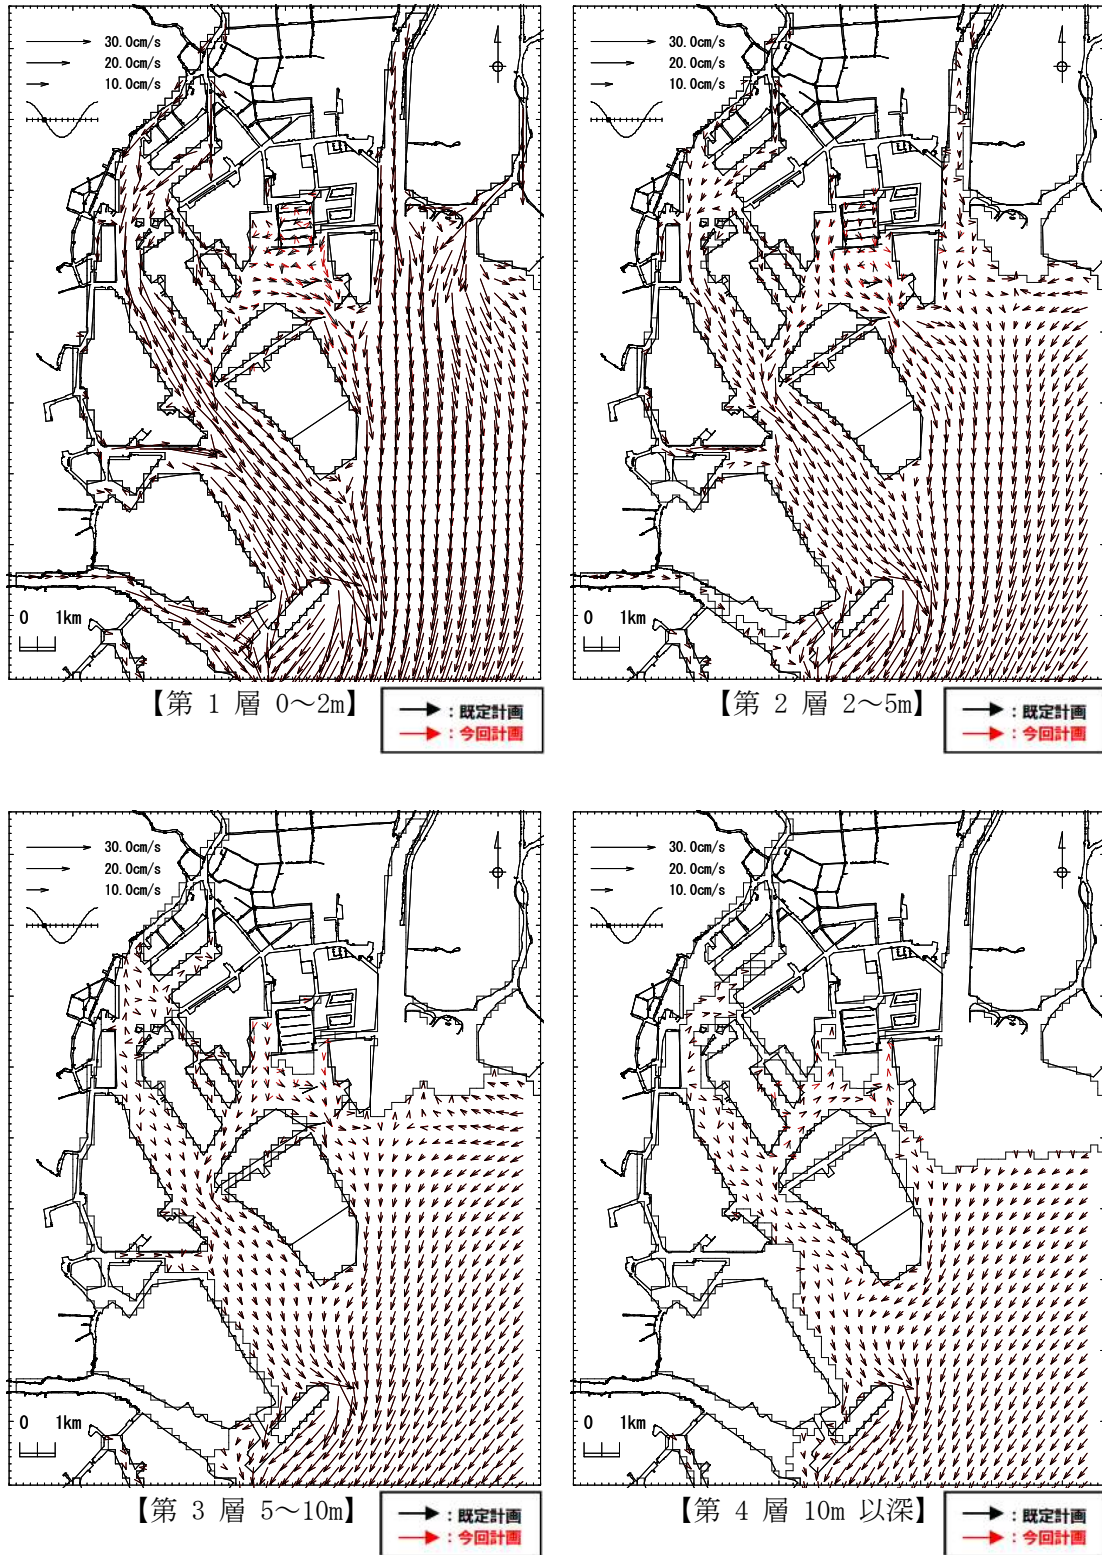 30.0cm/s
20.0cm/s
10.0cm/s
0 1km
【第 1 層 0～2m】
：既定計画
：今回計画
30.0cm/s
20.0cm/s
10.0cm/s
0 1km
【第 2 層 2～5m】
：既定計画
：今回計画
30.0cm/s
20.0cm/s
10.0cm/s
0 1km
【第 3 層 5～10m】
：既定計画
：今回計画
30.0cm/s
20.0cm/s
10.0cm/s
0 1km
【第 4 層 10m 以深】
：既定計画
：今回計画